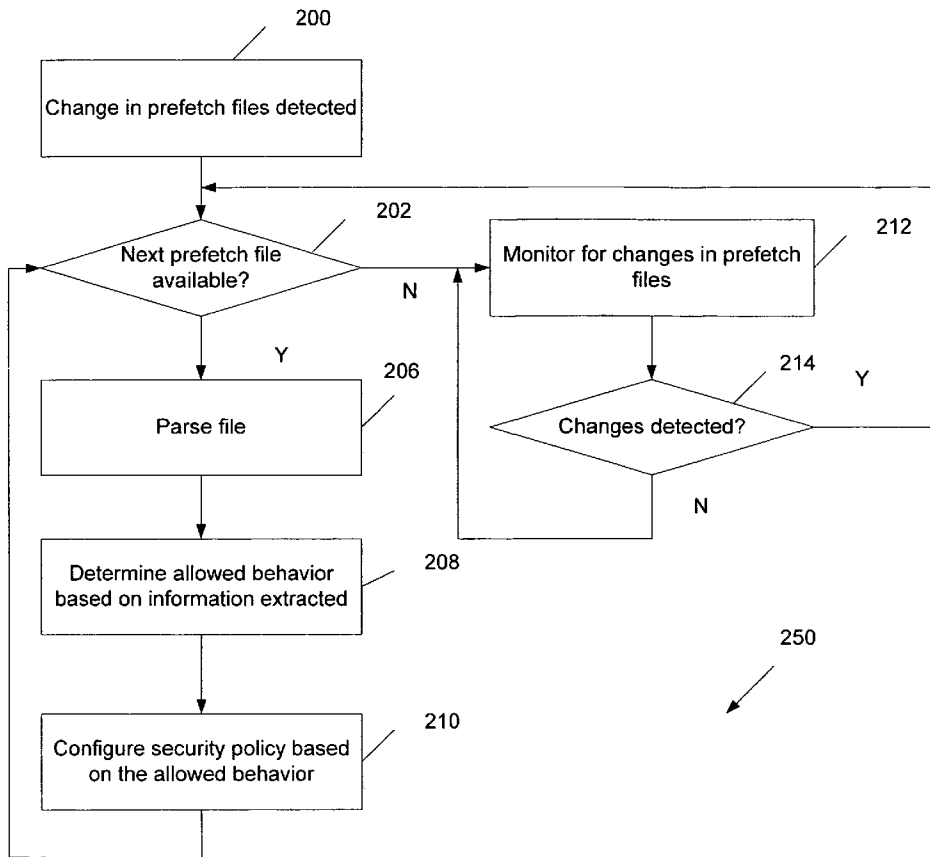 200
Change in prefetch files detected
202
Next prefetch file
available?
N
Y
212
Monitor for changes in prefetch
files
214
Changes detected?
Y
N
206
Parse file
208
Determine allowed behavior
based on information extracted
250
210
Configure security policy based
on the allowed behavior